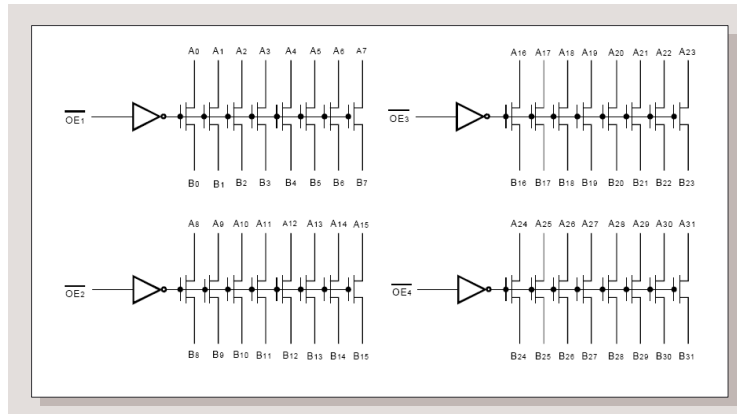 A0 A1 A2 A3 A4 A5 A6 A7
OE1
B0 B1 B2 B3 B4 B5 B6 B7
A16 A17 A18 A19 A20 A21 A22 A23
OE3
B16 B17 B18 B19 B20 B21 B22 B23
A8 A9 A10 A11 A12 A13 A14 A15
OE2
B8 B9 B10 B11 B12 B13 B14 B15
A24 A25 A26 A27 A28 A29 A30 A31
OE4
B24 B25 B26 B27 B28 B29 B30 B31